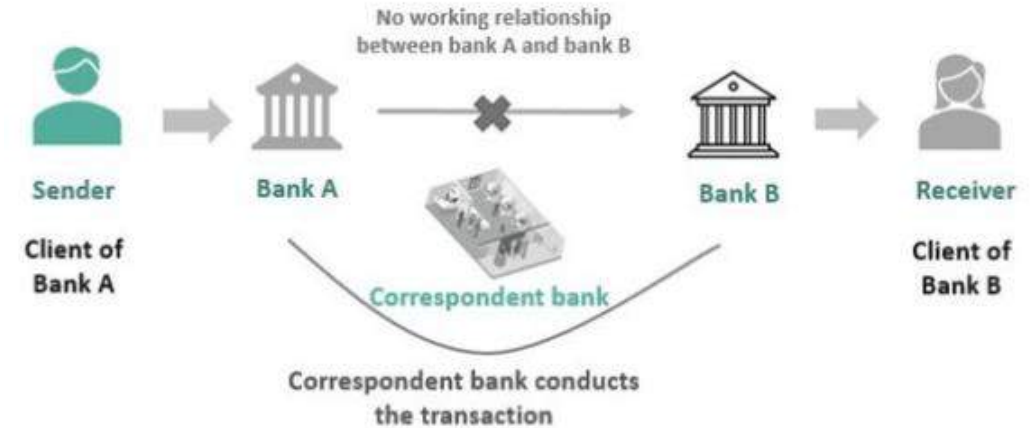 No working relationship
between bank A and bank B
Sender
Bank A
Bank B
Receiver
Client of
Bank A
Client of
Bank B
Correspondent bank
Correspondent bank conducts
the transaction